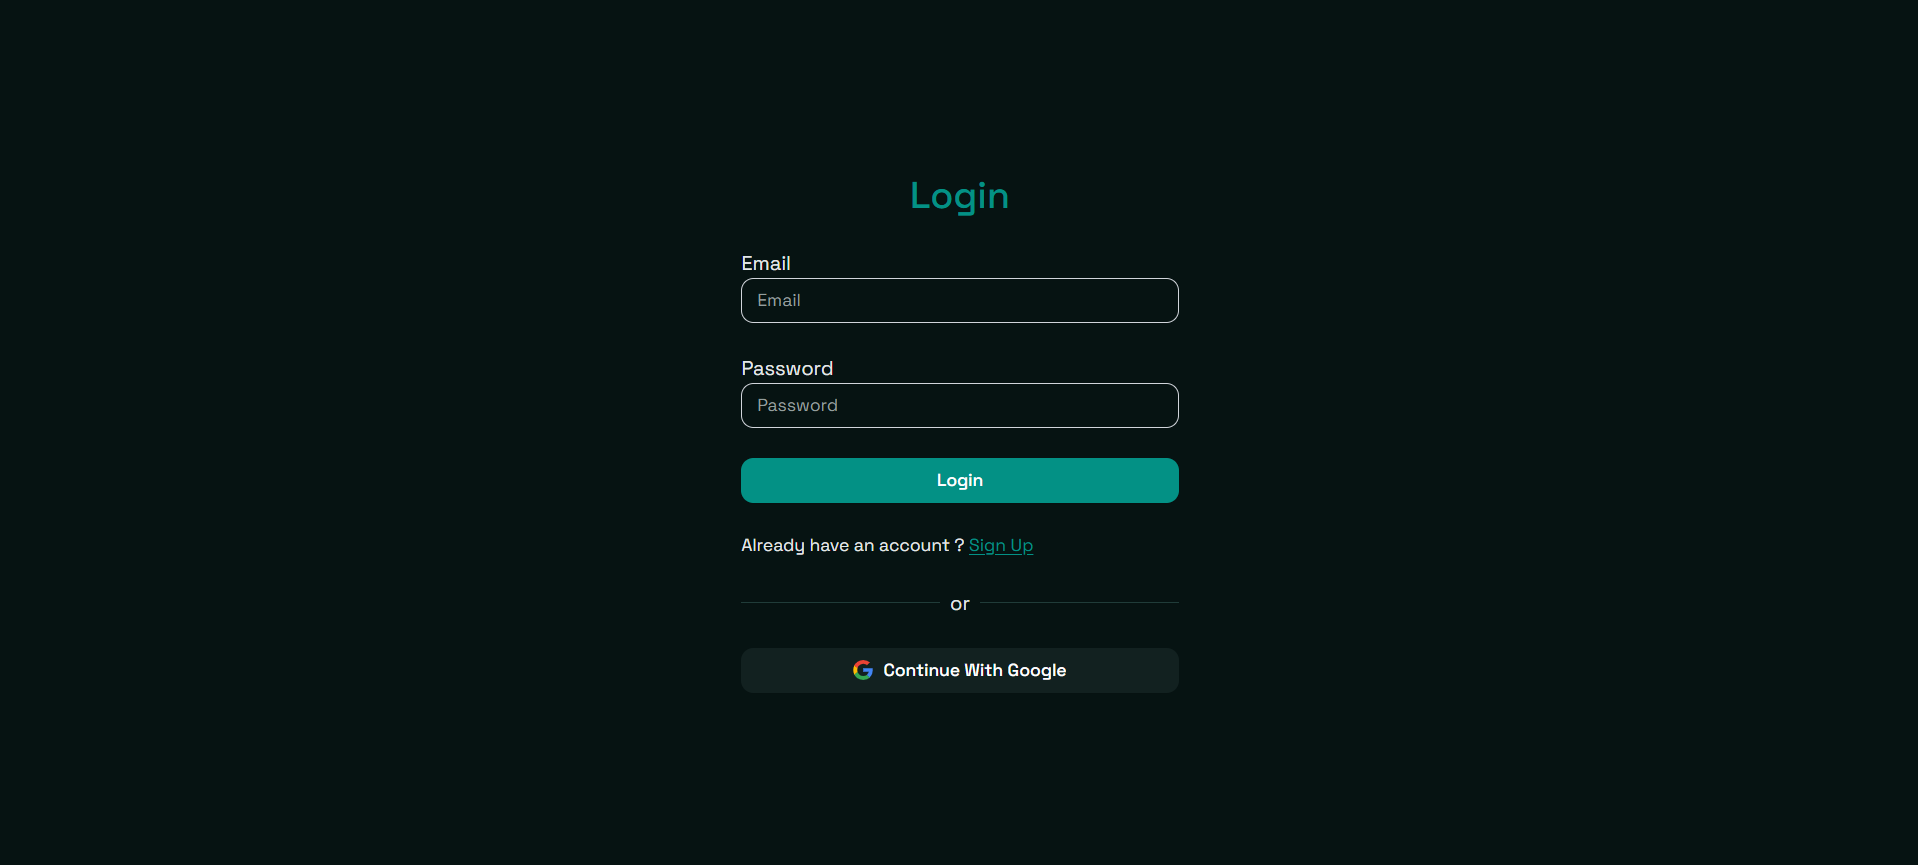 Login
Email
Email
Password
Password
Login
Already have an account ? Sign Up
or
Continue With Google